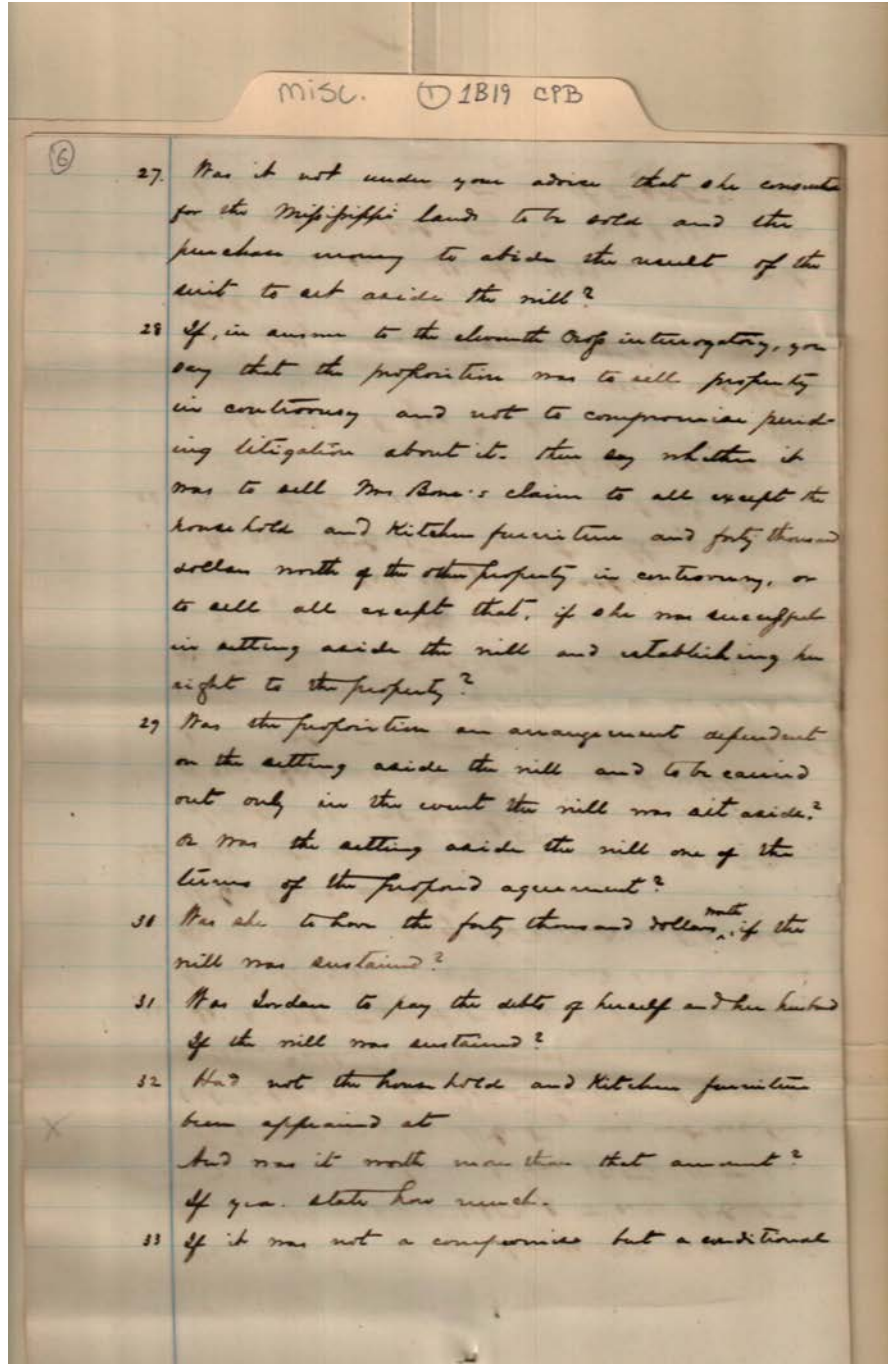 misc. T 1B19 CPB
6
27. Was it not under your advice that she consented
for the Mississippi lands to be sold and the
purchase money to abide the result of the
suit to set aside the will?
28 If, in answer to the eleventh Cross interrogatory, you
say that the proposition was to sell property
in controversy and not to compromise pend-
ing litigation about it. then say whether it
was to sell Mrs Bone's claim to all except the
household and Kitchen furniture and forty thousand
dollars worth of the other property in controversy, or
to sell all except that, if she was successful
in setting aside the will and establishing her
right to the property?
29 Was the proposition an arrangement dependent
on the setting aside the will and to be carried
out only in the event the will was set aside?
or was the setting aside the will one of the
terms of the proposed agreement?
30 Was she to have the forty thousand dollars worth, if the
will was sustained?
31 Was Jordan to pay the debts of herself and her husband
If the will was sustained?
32 Had not the household and Kitchen furniture
been appraised at
And was it worth more than that amount?
If yea. state how much.
33 If it was not a compromise but a conditional